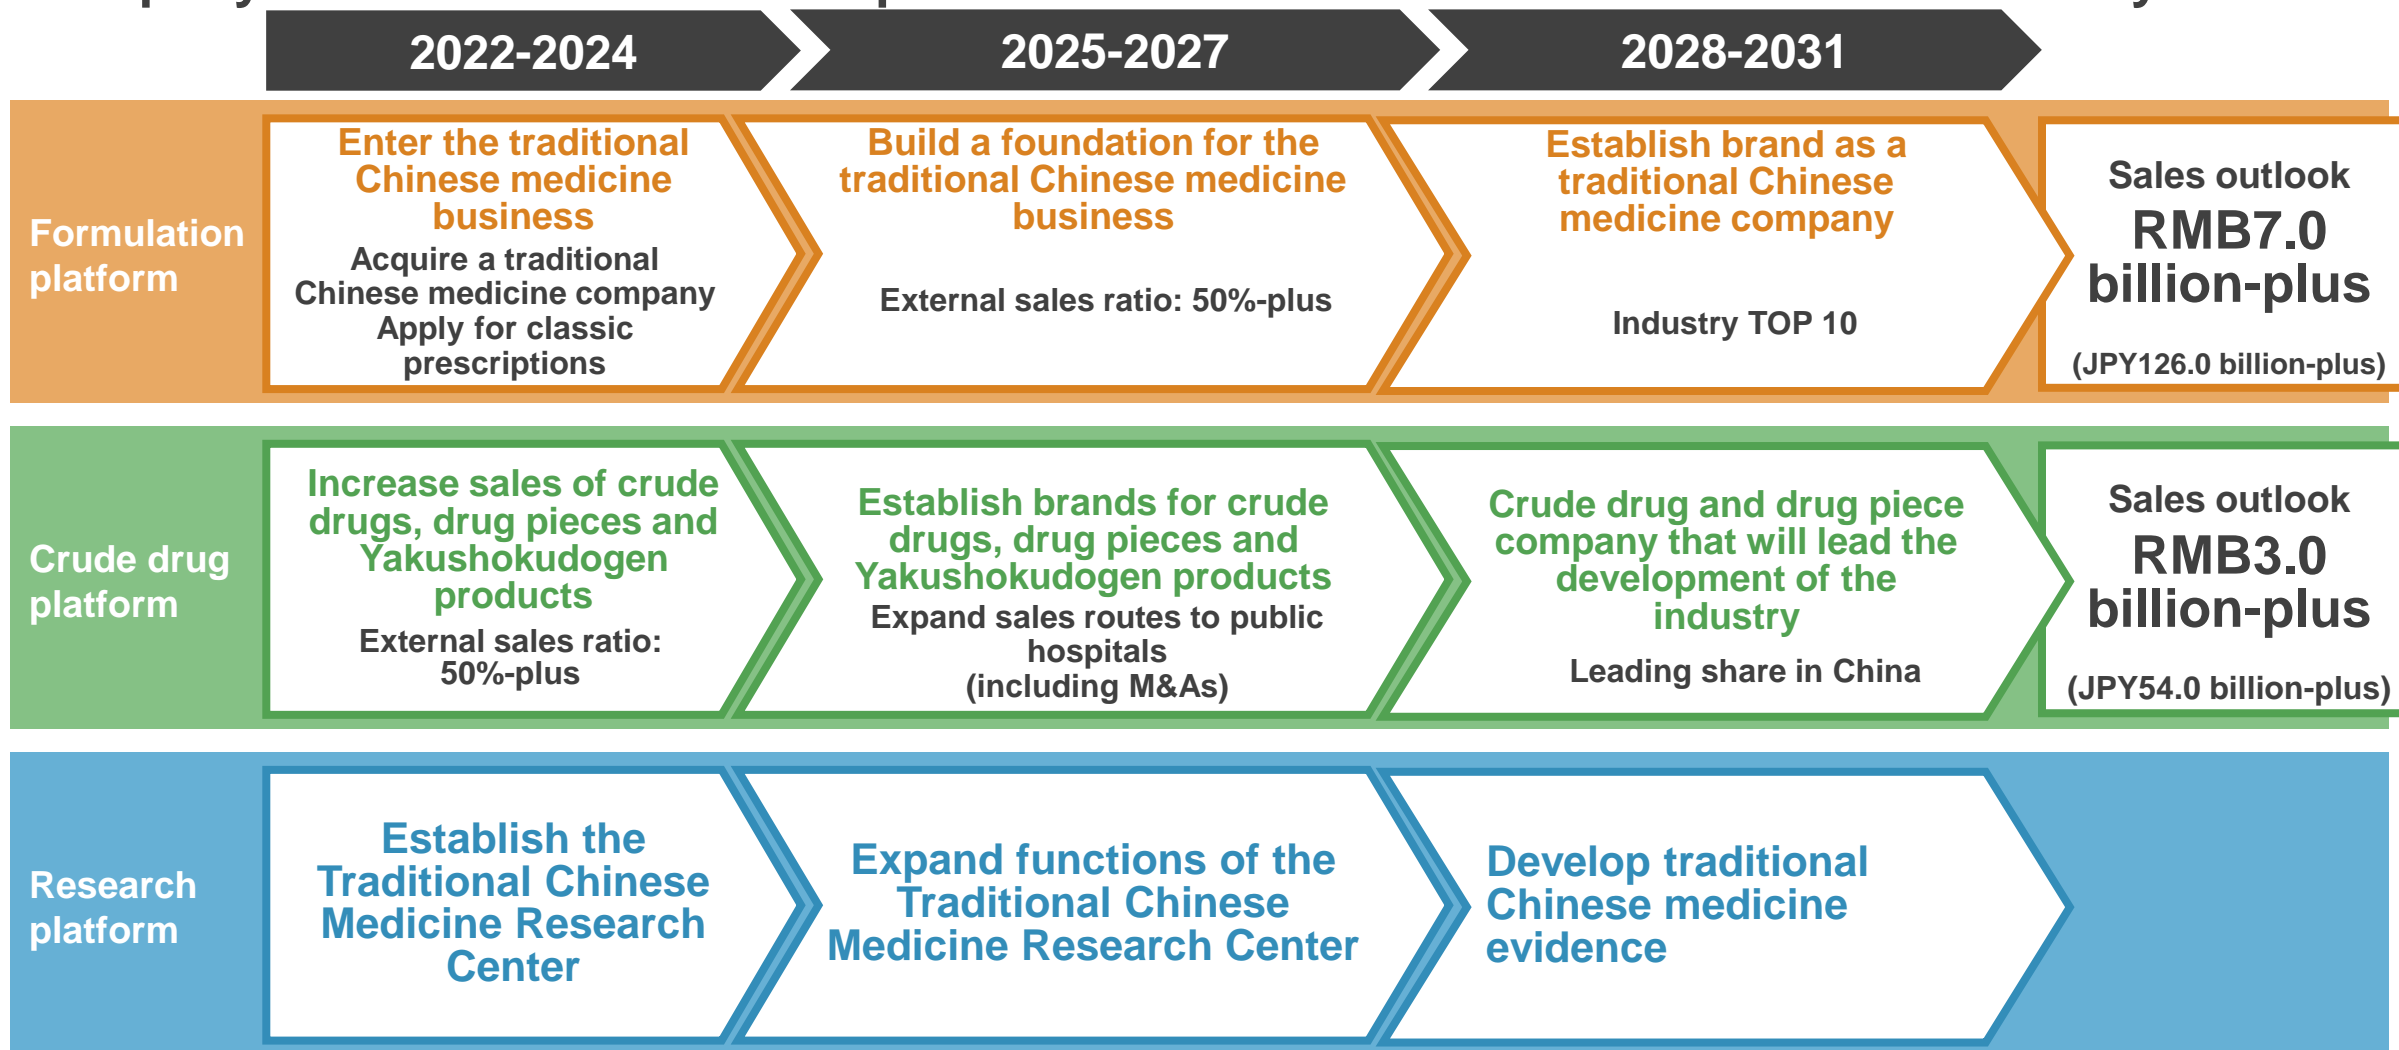 2022-2024
2025-2027
2028-2031
Formulation
platform
Enter the traditional
Chinese medicine
business
Acquire a traditional
Chinese medicine company
Apply for classic
prescriptions
Build a foundation for the
traditional Chinese medicine
business
External sales ratio: 50%-plus
Establish brand as a
traditional Chinese
medicine company
Industry TOP 10
Sales outlook
RMB7.0
billion-plus
(JPY126.0 billion-plus)
Crude drug
platform
Increase sales of crude
drugs, drug pieces and
Yakushokudogen
products
External sales ratio:
50%-plus
Establish brands for crude
drugs, drug pieces and
Yakushokudogen products
Expand sales routes to public
hospitals
(including M&As)
Crude drug and drug piece
company that will lead the
development of the
industry
Leading share in China
Sales outlook
RMB3.0
billion-plus
(JPY54.0 billion-plus)
Research
platform
Establish the
Traditional Chinese
Medicine Research
Center
Expand functions of the
Traditional Chinese
Medicine Research Center
Develop traditional
Chinese medicine
evidence